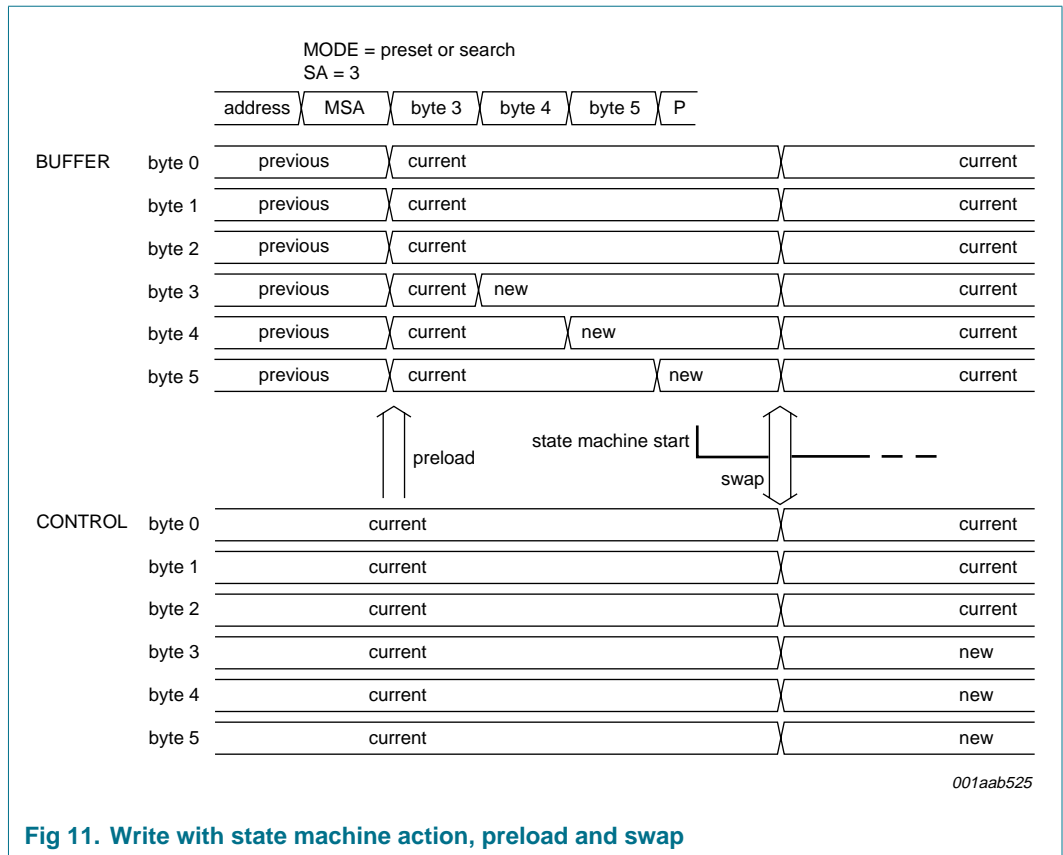 MODE = preset or search
SA = 3
address MSA byte 3 byte 4 byte 5 P
BUFFER byte 0 previous current current
byte 1 previous current current
byte 2 previous current current
byte 3 previous current new current
byte 4 previous current new current
byte 5 previous current new current
state machine start
preload
swap
CONTROL byte 0 current current
byte 1 current current
byte 2 current current
byte 3 current new
byte 4 current new
byte 5 current new
001aab525
Fig 11. Write with state machine action, preload and swap